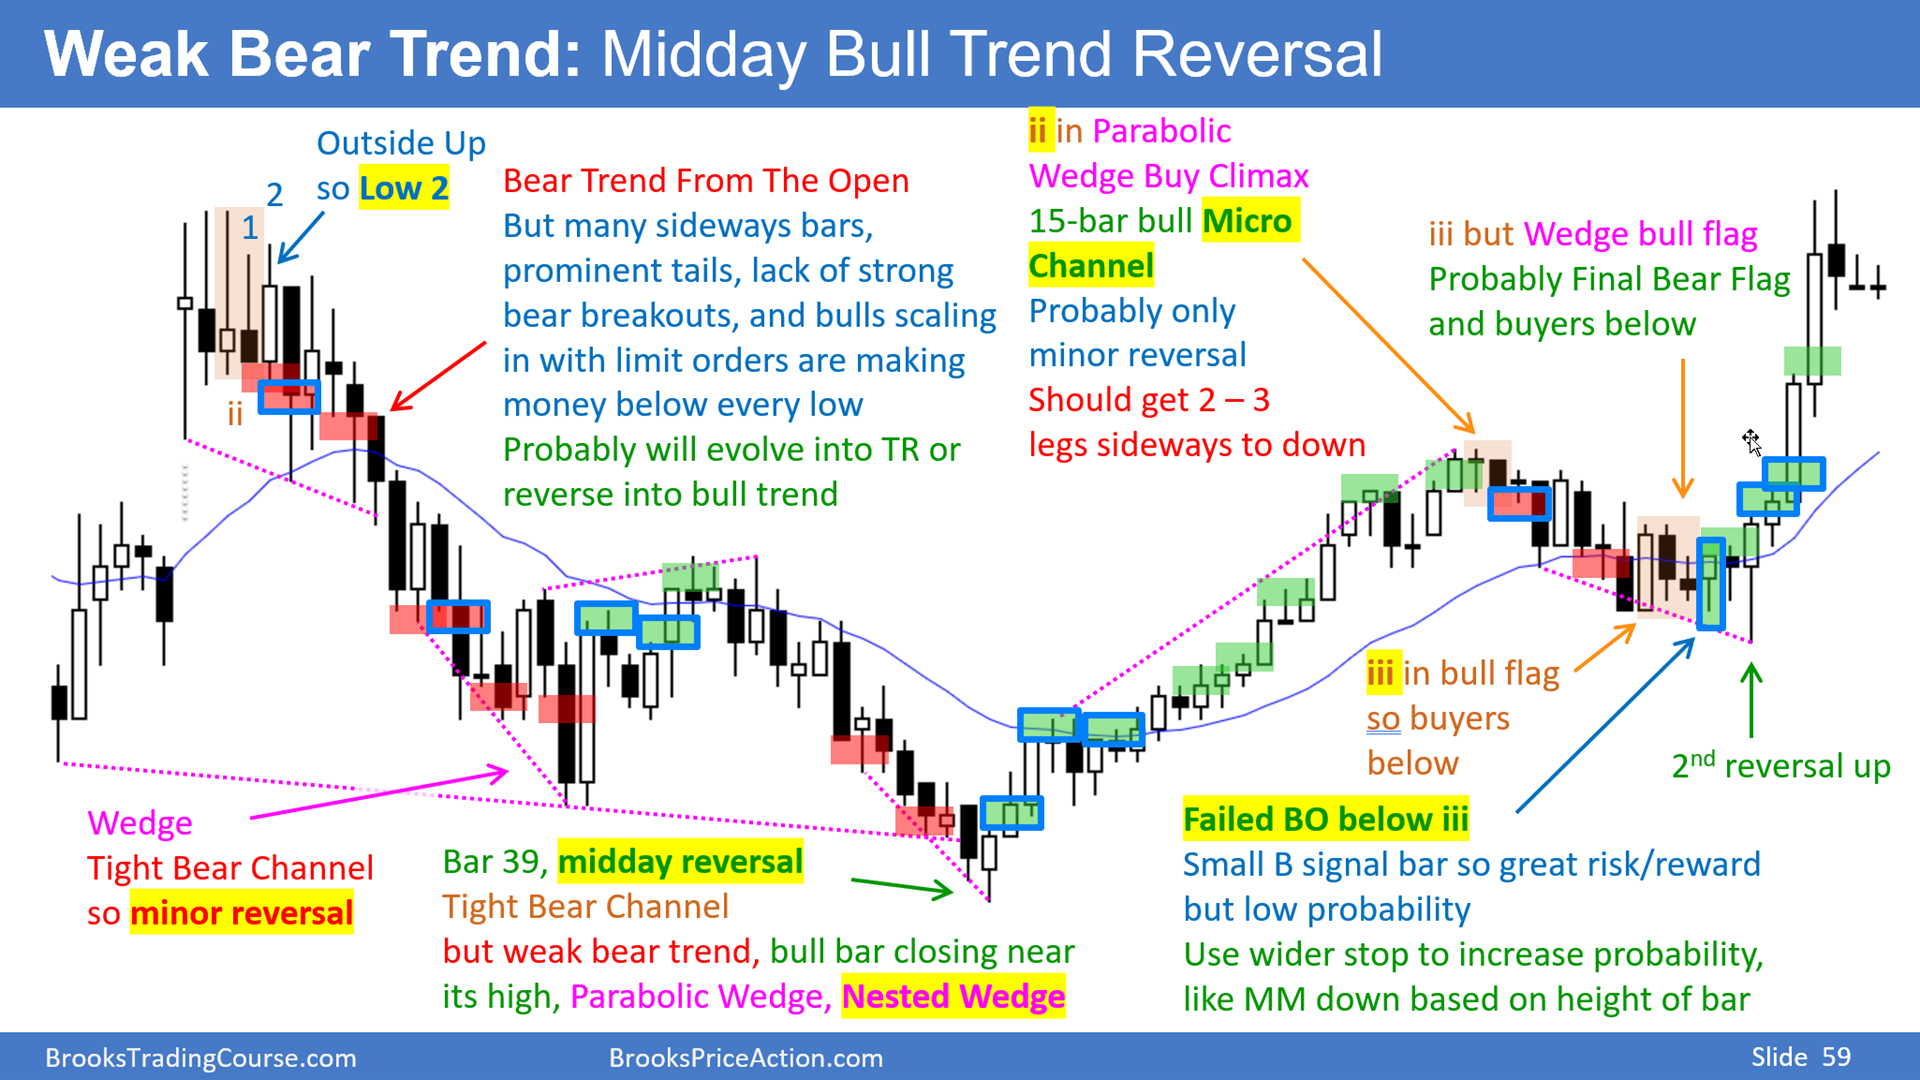 Weak Bear Trend: Midday Bull Trend Reversal
Outside Up
so Low 2
2
1
ii
Bear Trend From The Open
But many sideways bars,
prominent tails, lack of strong
bear breakouts, and bulls scaling
in with limit orders are making
money below every low
Probably will evolve into TR or
reverse into bull trend
ii in Parabolic
Wedge Buy Climax
15-bar bull Micro
Channel
Probably only
minor reversal
Should get 2 – 3
legs sideways to down
iii but Wedge bull flag
Probably Final Bear Flag
and buyers below
Wedge
Tight Bear Channel
so minor reversal
Bar 39, midday reversal
Tight Bear Channel
but weak bear trend, bull bar closing near
its high, Parabolic Wedge, Nested Wedge
iii in bull flag
so buyers
below
2nd reversal up
Failed BO below iii
Small B signal bar so great risk/reward
but low probability
Use wider stop to increase probability,
like MM down based on height of bar
BrooksTradingCourse.com
BrooksPriceAction.com
Slide 59